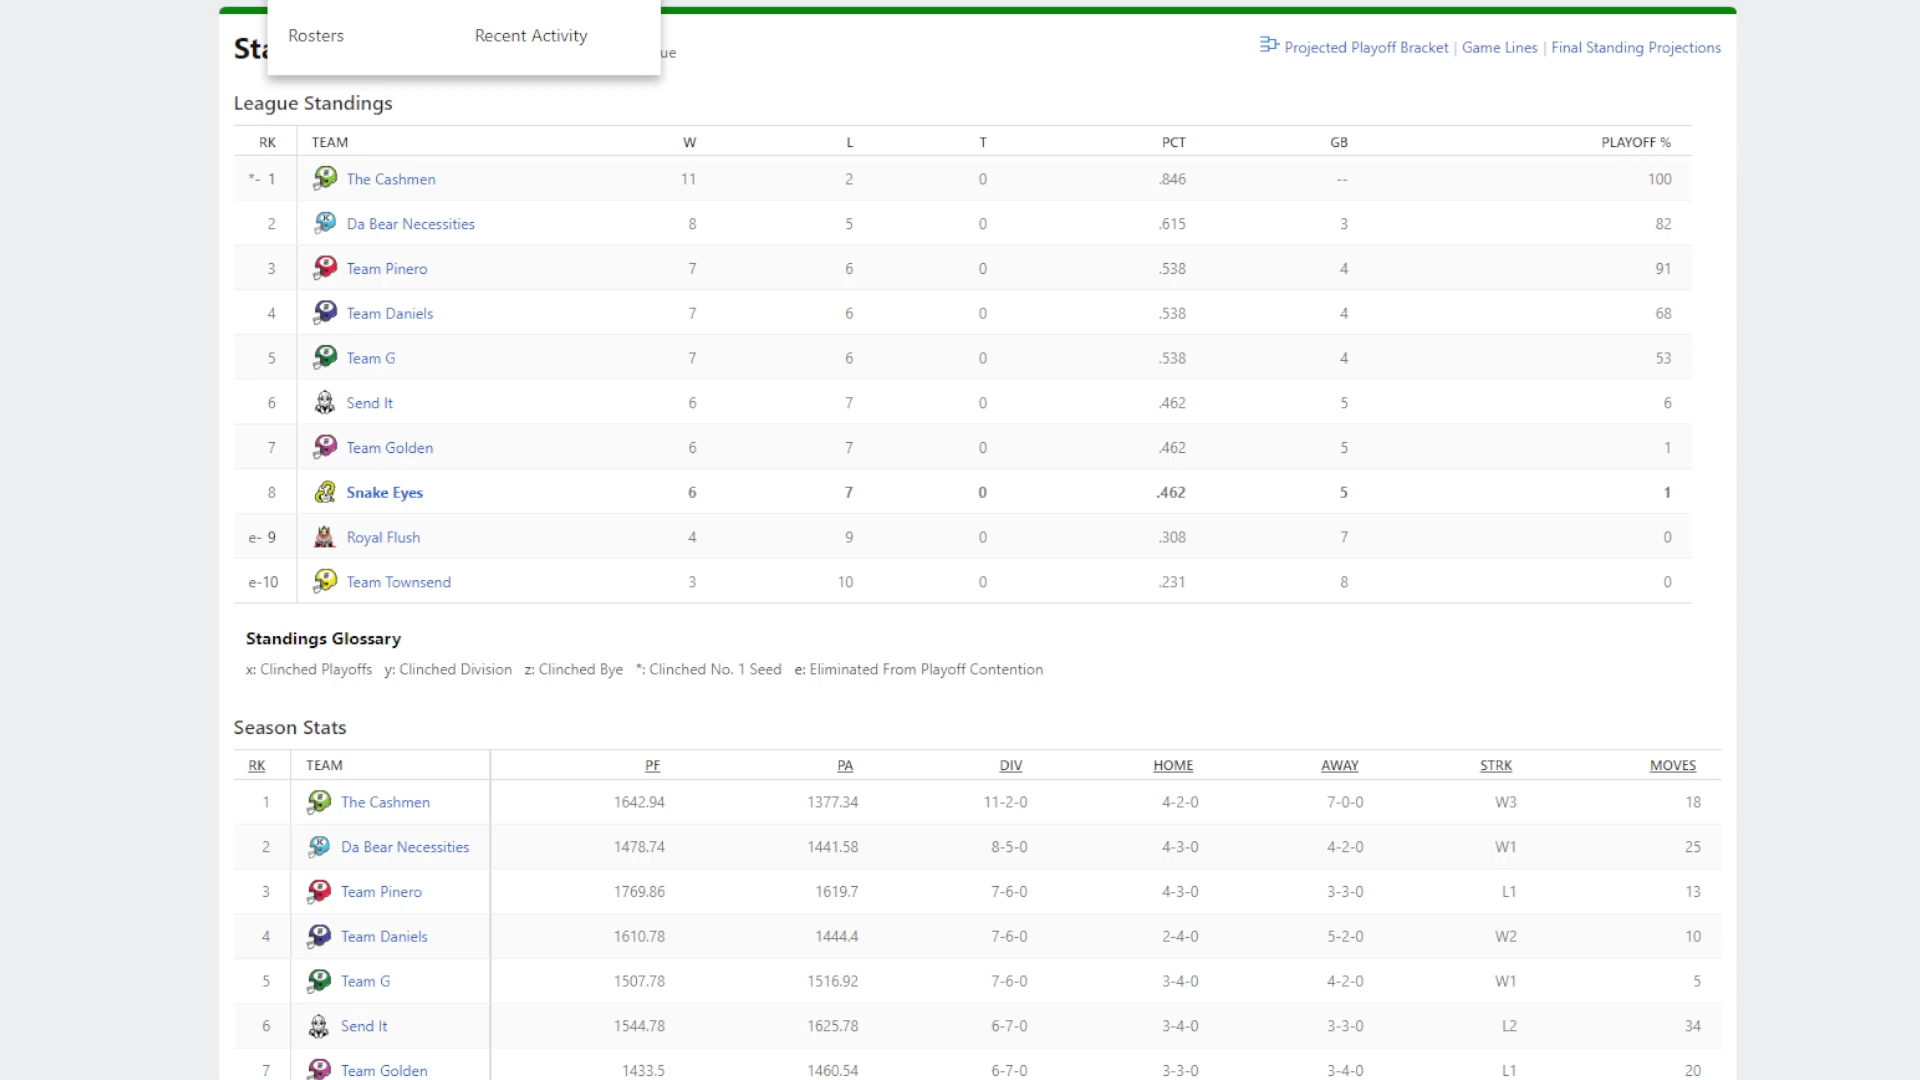 Rosters Recent Activity
Sta ue
Projected Playoff Bracket | Game Lines | Final Standing Projections
League Standings
RK TEAM W L T PCT GB PLAYOFF %
*- 1 The Cashmen 11 2 0 .846 -- 100
2 Da Bear Necessities 8 5 0 .615 3 82
3 Team Pinero 7 6 0 .538 4 91
4 Team Daniels 7 6 0 .538 4 68
5 Team G 7 6 0 .538 4 53
6 Send It 6 7 0 .462 5 6
7 Team Golden 6 7 0 .462 5 1
8 Snake Eyes 6 7 0 .462 5 1
e- 9 Royal Flush 4 9 0 .308 7 0
e-10 Team Townsend 3 10 0 .231 8 0
Standings Glossary
x: Clinched Playoffs y: Clinched Division z: Clinched Bye *: Clinched No. 1 Seed e: Eliminated From Playoff Contention
Season Stats
RK TEAM PF PA DIV HOME AWAY STRK MOVES
1 The Cashmen 1642.94 1377.34 11-2-0 4-2-0 7-0-0 W3 18
2 Da Bear Necessities 1478.74 1441.58 8-5-0 4-3-0 4-2-0 W1 25
3 Team Pinero 1769.86 1619.7 7-6-0 4-3-0 3-3-0 L1 13
4 Team Daniels 1610.78 1444.4 7-6-0 2-4-0 5-2-0 W2 10
5 Team G 1507.78 1516.92 7-6-0 3-4-0 4-2-0 W1 5
6 Send It 1544.78 1625.78 6-7-0 3-4-0 3-3-0 L2 34
7 Team Golden 1433.5 1460.54 6-7-0 3-3-0 3-4-0 L1 20